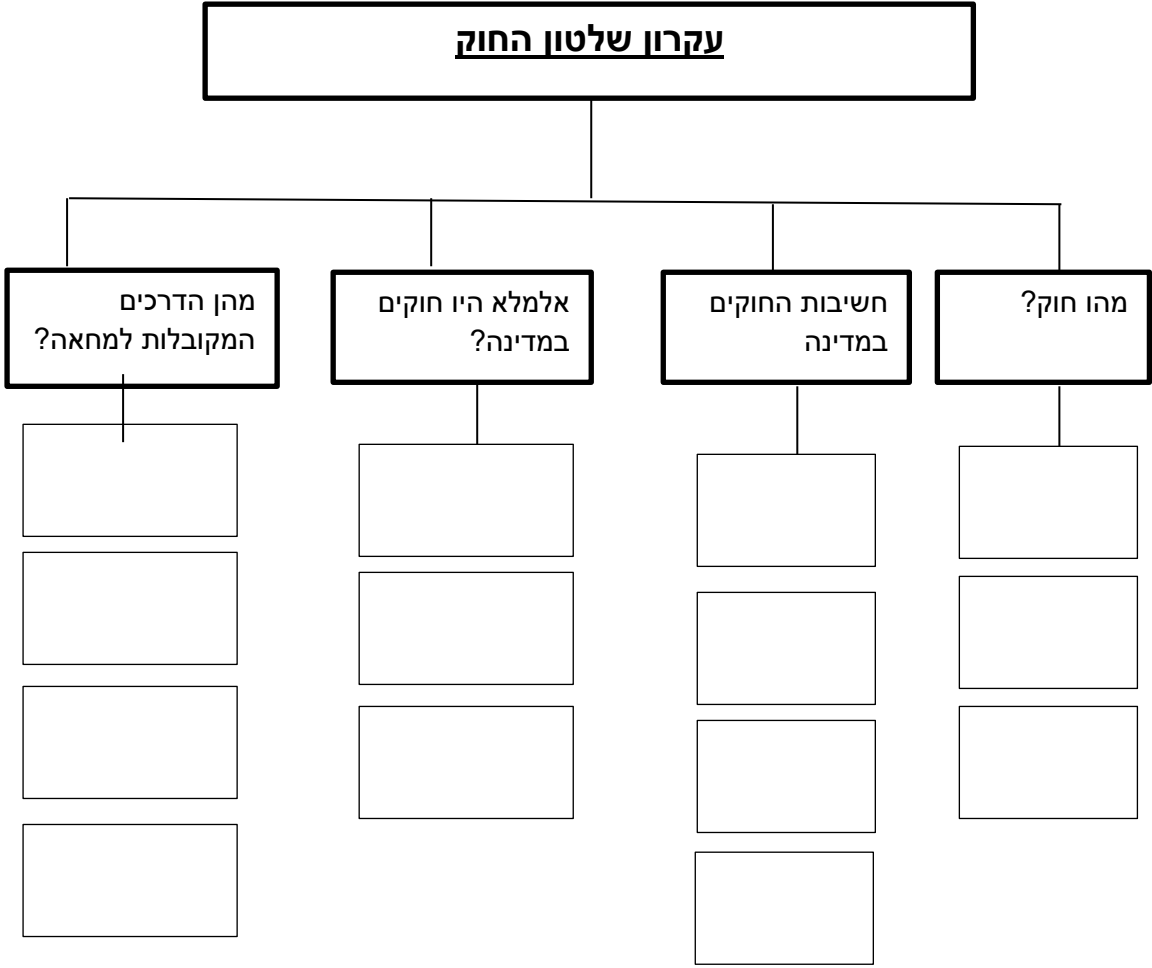 עקרון שלטון החוק
מהו חוק?
חשיבות החוקים
במדינה
אלמלא היו חוקים
במדינה?
מהן הדרכים
המקובלות למחאה?